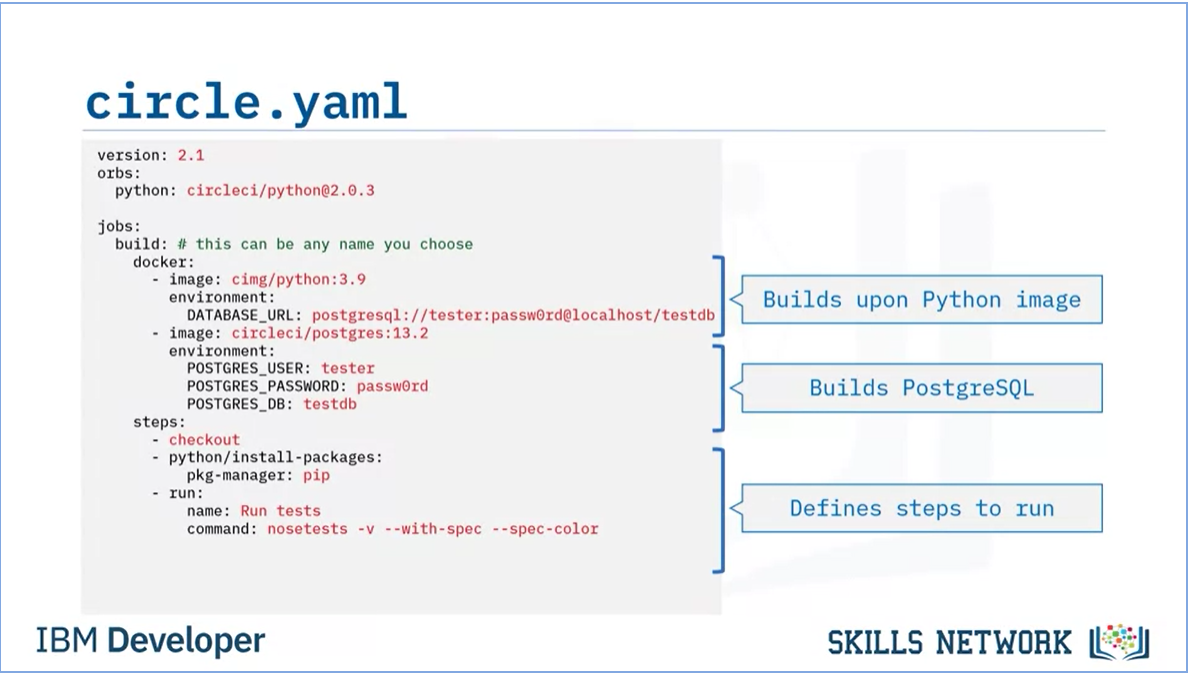 circle.yaml
version: 2.1
orbs:
  python: circleci/python@2.0.3
jobs:
  build: # this can be any name you choose
    docker:
      - image: cimg/python:3.9
        environment:
          DATABASE_URL: postgresql://tester:passw0rd@localhost/testdb
      - image: circleci/postgres:13.2
        environment:
          POSTGRES_USER: tester
          POSTGRES_PASSWORD: passw0rd
          POSTGRES_DB: testdb
    steps:
      - checkout
      - python/install-packages:
          pkg-manager: pip
      - run:
          name: Run tests
          command: nosetests -v --with-spec --spec-color
Builds upon Python image
Builds PostgreSQL
Defines steps to run
IBM Developer
SKILLS NETWORK